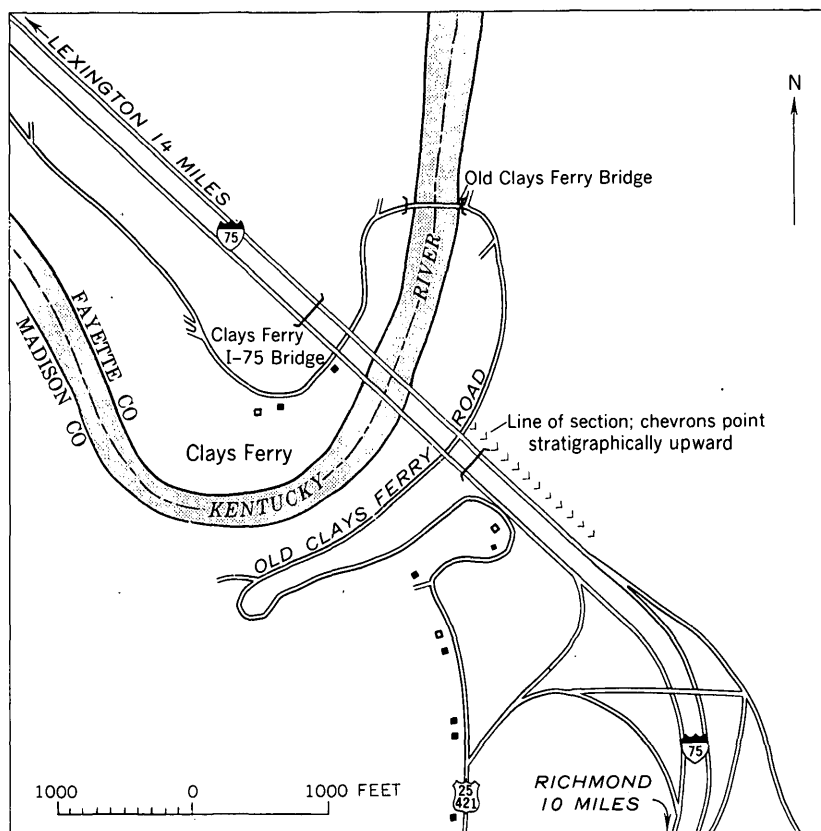 LEXINGTON 14 MILES
N
Old Clays Ferry Bridge
75
RIVER
FAYETTE CO
MADISON CO
Clays Ferry
I-75 Bridge
ROAD
Line of section; chevrons point
stratigraphically upward
Clays Ferry
KENTUCKY
OLD CLAYS FERRY
75
1000 0 1000 FEET
25
421
RICHMOND
10 MILES